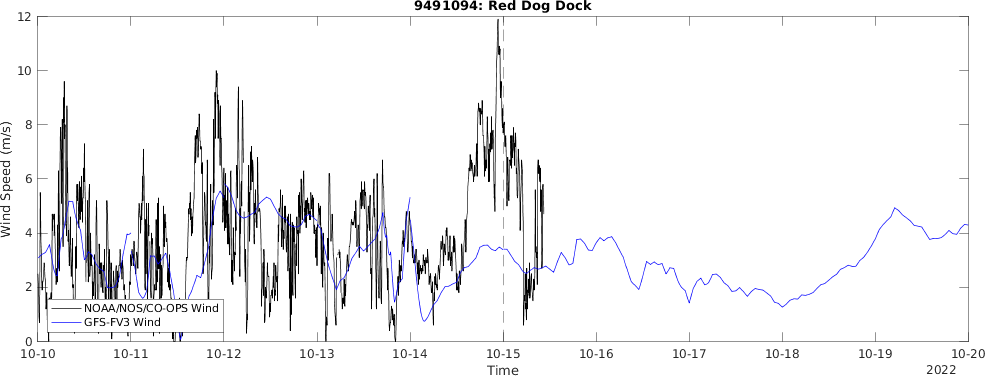 9491094: Red Dog Dock
Wind Speed (m/s)
12
10
8
6
4
2
0
NOAA/NOS/CO-OPS Wind
GFS-FV3 Wind
10-10 10-11 10-12 10-13 10-14 10-15 10-16 10-17 10-18 10-19 10-20
Time
2022